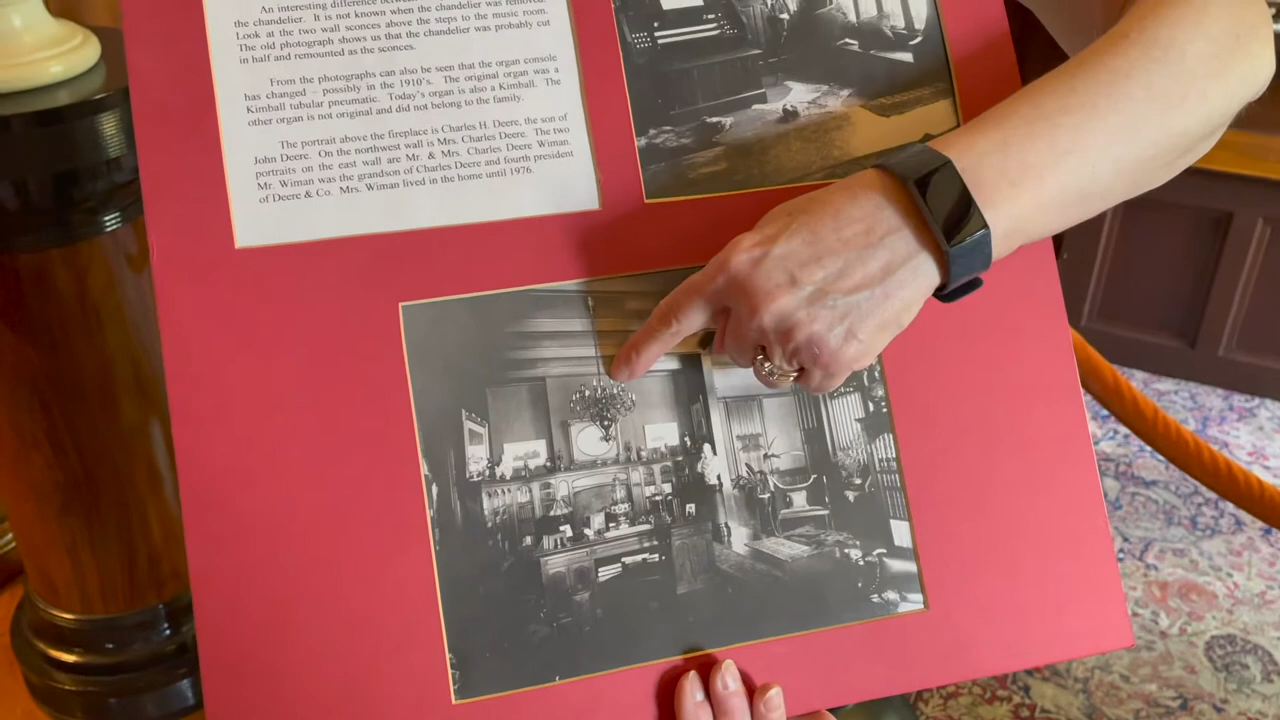 An interesting difference between
the chandelier. It is not known when the chandelier was removed.
Look at the two wall sconces above the steps to the music room.
The old photograph shows us that the chandelier was probably cut
in half and remounted as the sconces.
From the photographs can also be seen that the organ console
has changed – possibly in the 1910's. The original organ was a
Kimball tubular pneumatic. Today's organ is also a Kimball. The
other organ is not original and did not belong to the family.
The portrait above the fireplace is Charles H. Deere, the son of
John Deere. On the northwest wall is Mrs. Charles Deere. The two
portraits on the east wall are Mr. & Mrs. Charles Deere Wiman.
Mr. Wiman was the grandson of Charles Deere and fourth president
of Deere & Co. Mrs. Wiman lived in the home until 1976.